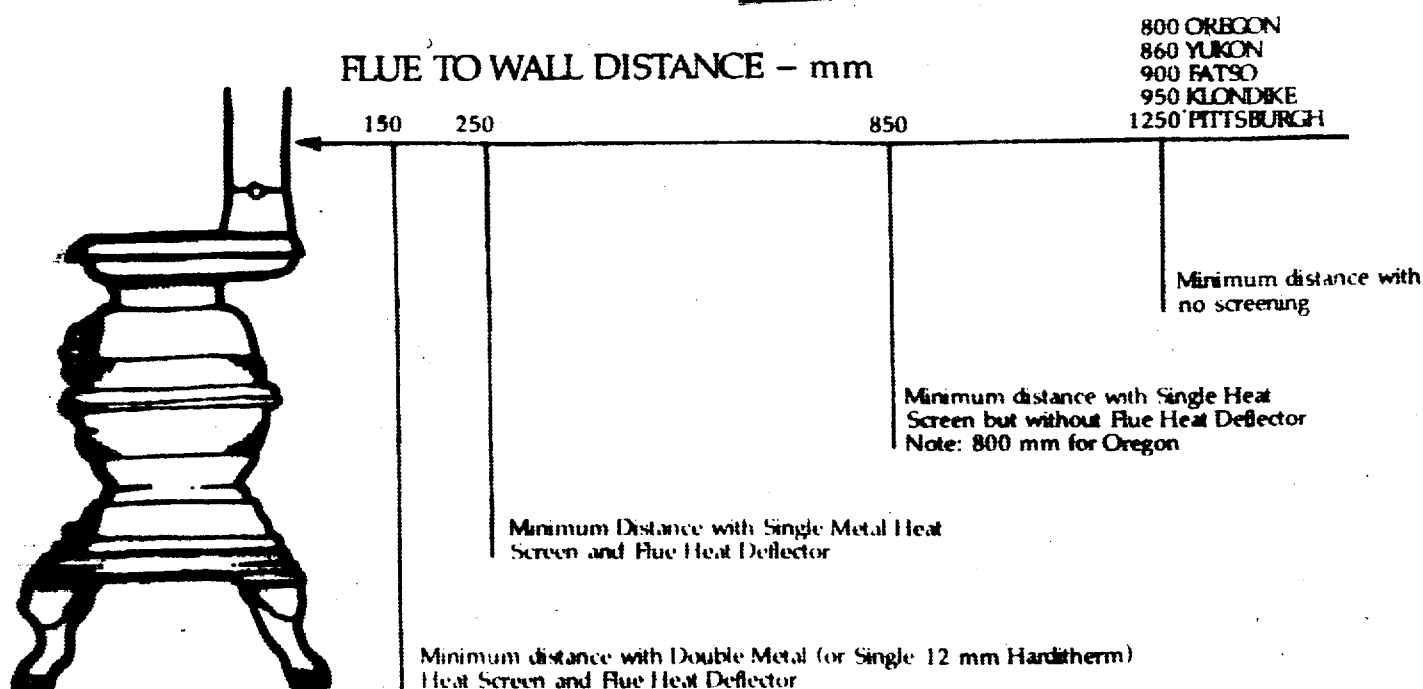 800 OREGON
860 YUKON
900 FATSO
950 KLONDIKE
1250 PITTSBURGH
FLUE TO WALL DISTANCE – mm
150 250 850
Minimum distance with
no screening
Minimum distance with Single Heat
Screen but without Flue Heat Deflector
Note: 800 mm for Oregon
Minimum Distance with Single Metal Heat
Screen and Flue Heat Deflector
Minimum distance with Double Metal (or Single 12 mm Harditherm)
Heat Screen and Flue Heat Deflector